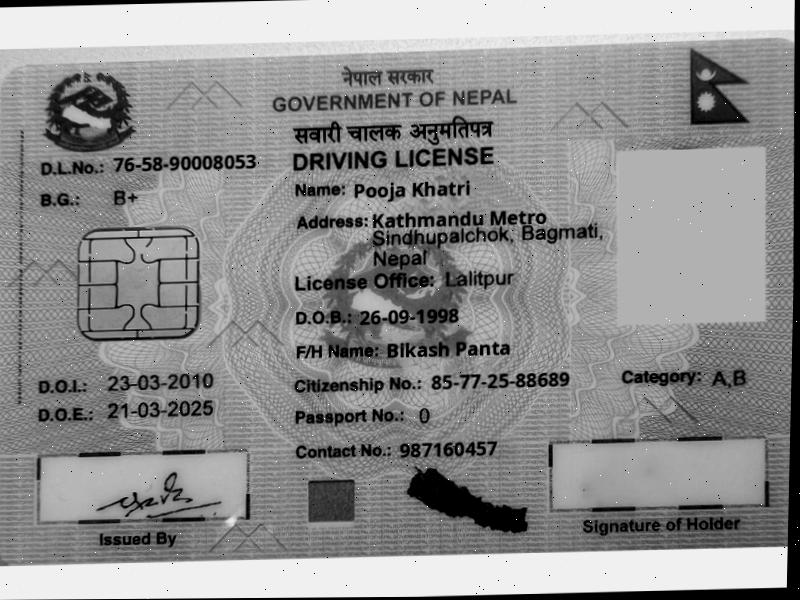 नेपाल सरकार
GOVERNMENT OF NEPAL
सवारी चालक अनुमतिपत्र
DRIVING LICENSE
D.L.No.: 76-58-90008053
B.G.: B+
Name: Pooja Khatri
Address: Kathmandu Metro
Sindhupalchok, Bagmati,
Nepal
License Office: Lalitpur
D.O.B.: 26-09-1998
F/H Name: Bikash Panta
D.O.I.: 23-03-2010
Citizenship No.: 85-77-25-88689
Category: A,B
D.O.E.: 21-03-2025
Passport No.: 0
Contact No.: 987160457
Issued By
Signature of Holder